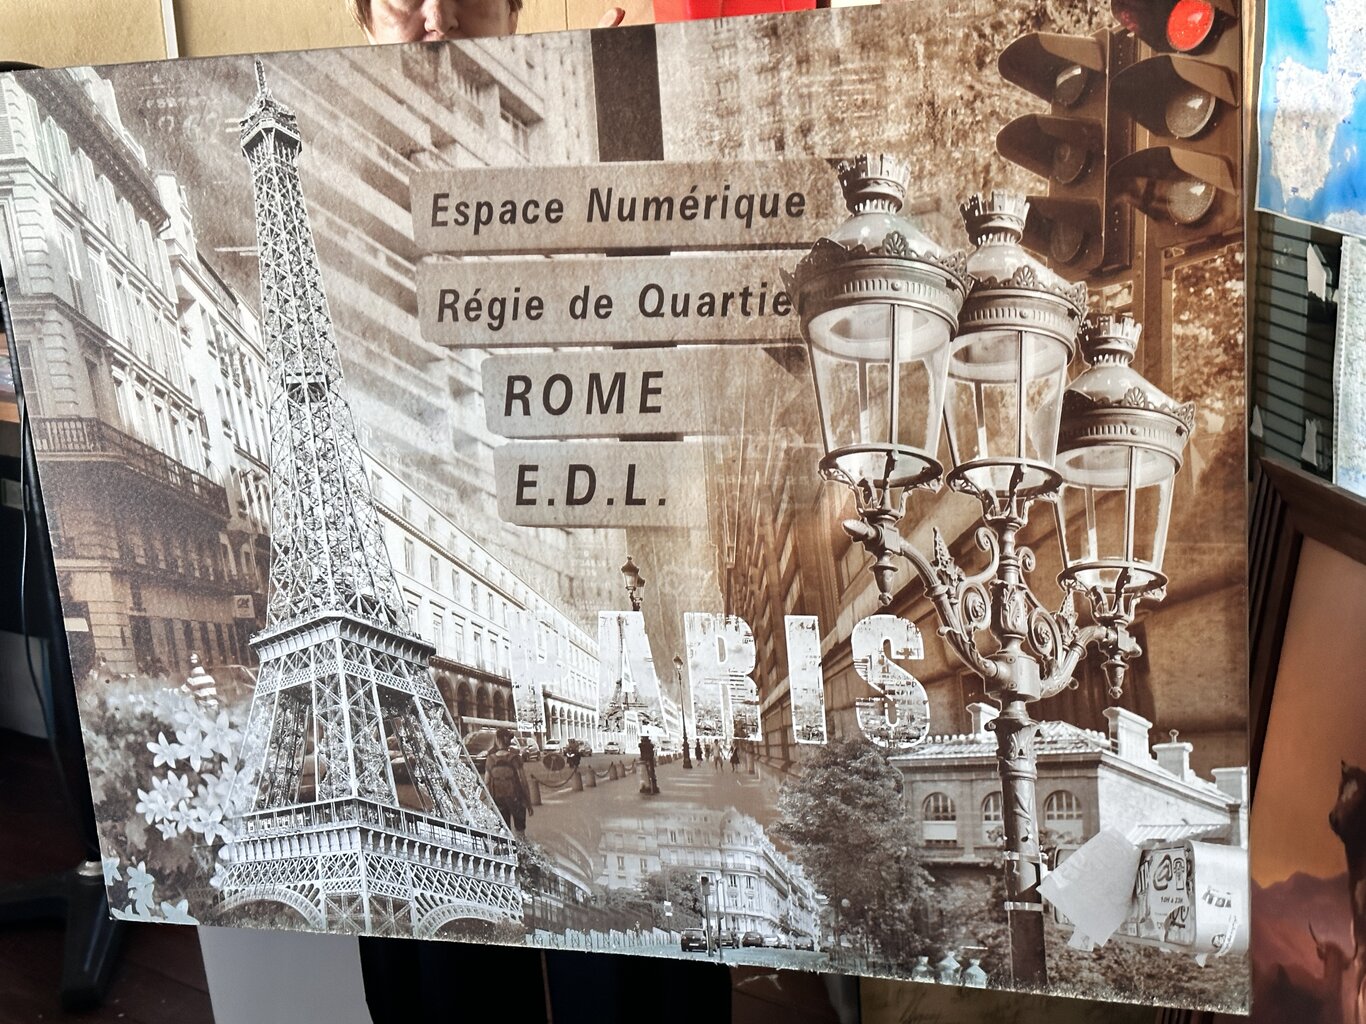 Espace Numérique
Régie de Quartier
ROME
E.D.L.
PARIS